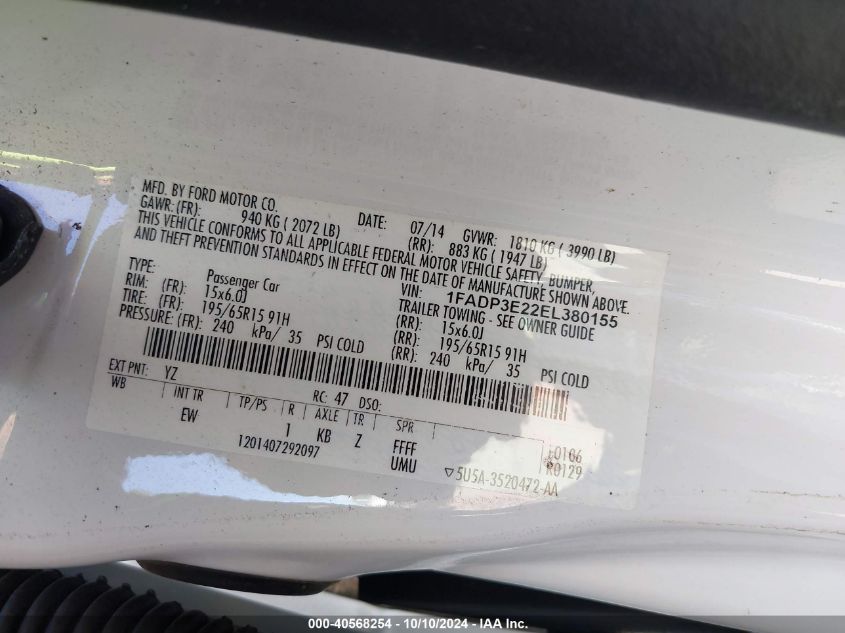 MFD. BY FORD MOTOR CO.
DATE: 07/14 GVWR: 1810 KG ( 3990 LB)
GAWR: (FR): 940 KG ( 2072 LB) (RR): 883 KG ( 1947 LB)
THIS VEHICLE CONFORMS TO ALL APPLICABLE FEDERAL MOTOR VEHICLE SAFETY, BUMPER,
AND THEFT PREVENTION STANDARDS IN EFFECT ON THE DATE OF MANUFACTURE SHOWN ABOVE.
VIN: 1FADP3E22EL380155
TYPE: Passenger Car TRAILER TOWING - SEE OWNER GUIDE
RIM: (FR): 15x6.0J (RR): 15x6.0J
TIRE: (FR): 195/65R15 91H (RR): 195/65R15 91H
PRESSURE: (FR): 240 kPa/ 35 PSI COLD (RR): 240 kPa/ 35 PSI COLD
EXT PNT: YZ RC: 47 DSO:
WB INT TR TP/PS R AXLE TR SPR
EW 1 KB Z FFFF
UMU
1201407292097
F0106
R0129
▽5U5A-3520472-AA
000-40568254 - 10/10/2024 - IAA Inc.